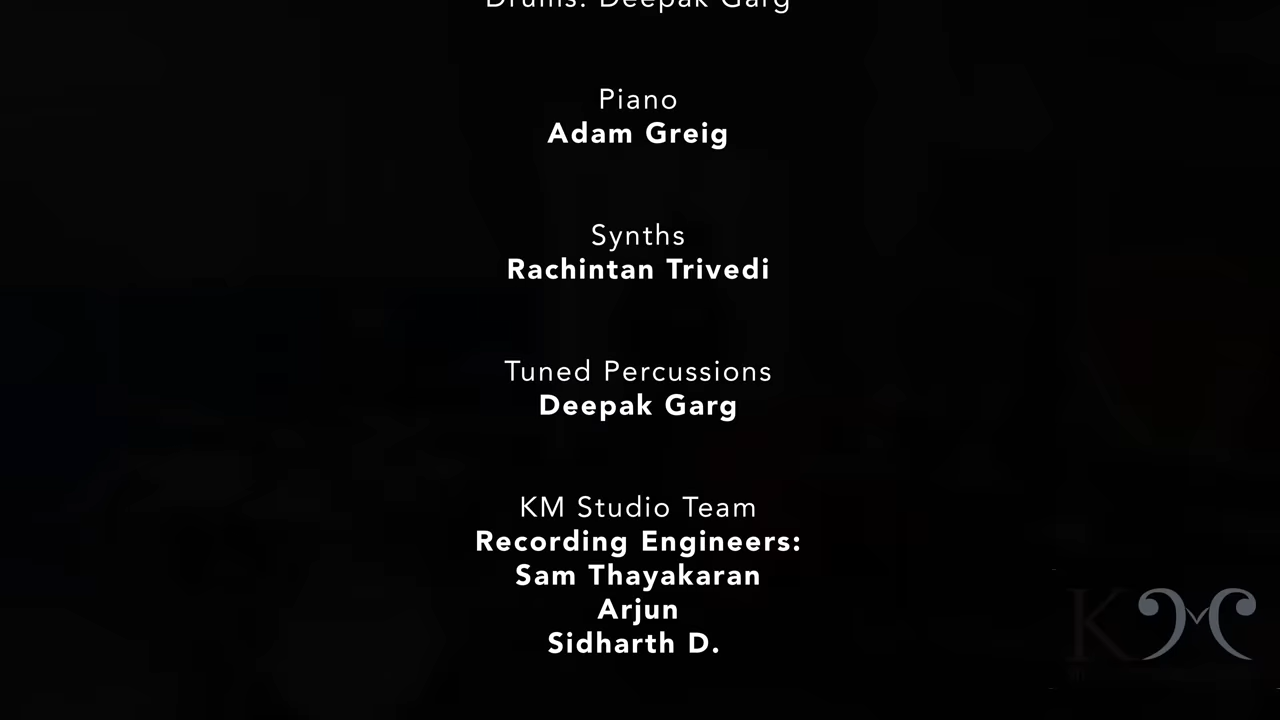 Drums: Deepak Garg
Piano
Adam Greig
Synths
Rachintan Trivedi
Tuned Percussions
Deepak Garg
KM Studio Team
Recording Engineers:
Sam Thayakaran
Arjun
Sidharth D.
KM